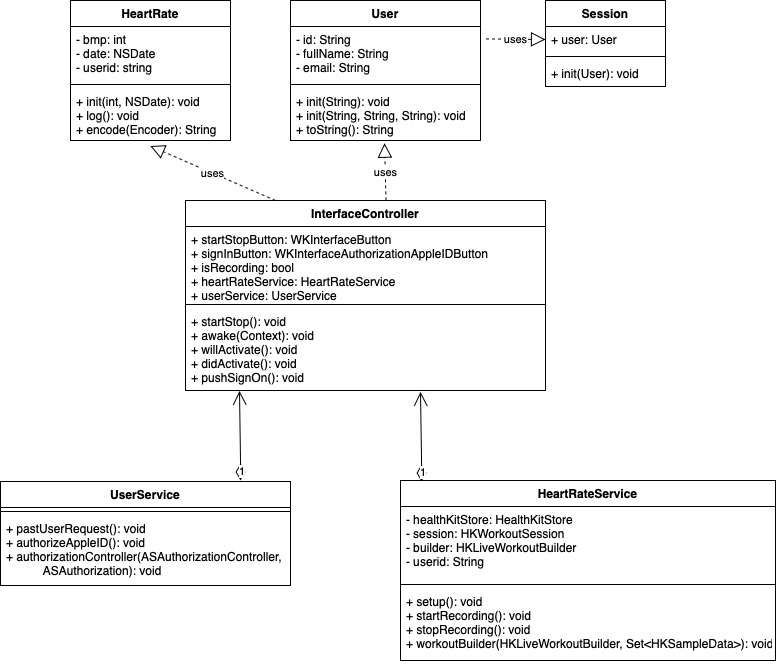 HeartRate
- bmp: int
- date: NSDate
- userid: string
+ init(int, NSDate): void
+ log(): void
+ encode(Encoder): String
User
- id: String
- fullName: String
- email: String
+ init(String): void
+ init(String, String, String): void
+ toString(): String
uses
Session
+ user: User
+ init(User): void
uses
uses
InterfaceController
+ startStopButton: WKInterfaceButton
+ signInButton: WKInterfaceAuthorizationAppleIDButton
+ isRecording: bool
+ heartRateService: HeartRateService
+ userService: UserService
+ startStop(): void
+ awake(Context): void
+ willActivate(): void
+ didActivate(): void
+ pushSignOn(): void
1
1
UserService
+ pastUserRequest(): void
+ authorizeAppleID(): void
+ authorizationController(ASAuthorizationController,
ASAuthorization): void
HeartRateService
- healthKitStore: HealthKitStore
- session: HKWorkoutSession
- builder: HKLiveWorkoutBuilder
- userid: String
+ setup(): void
+ startRecording(): void
+ stopRecording(): void
+ workoutBuilder(HKLiveWorkoutBuilder, Set<HKSampleData>): void